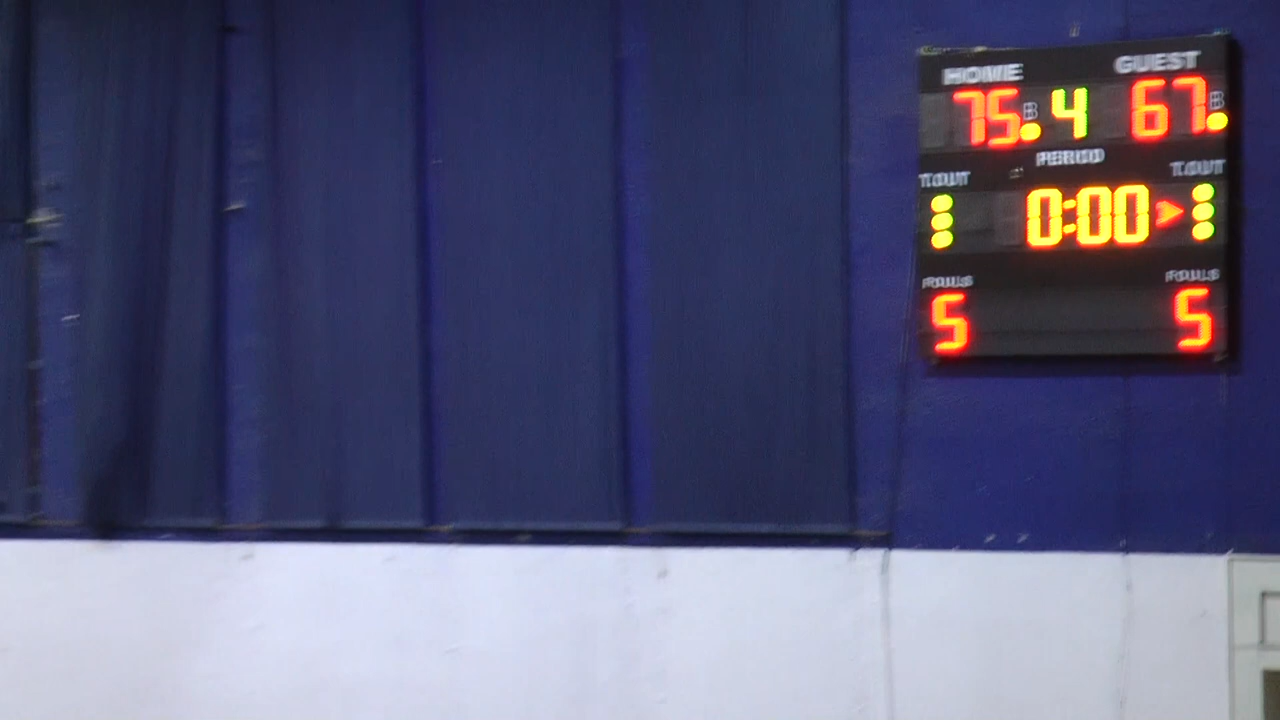 HOME GUEST
75 B 4 67 B
PERIOD
T.OUT T.OUT
0:00
FOULS FOULS
5 5